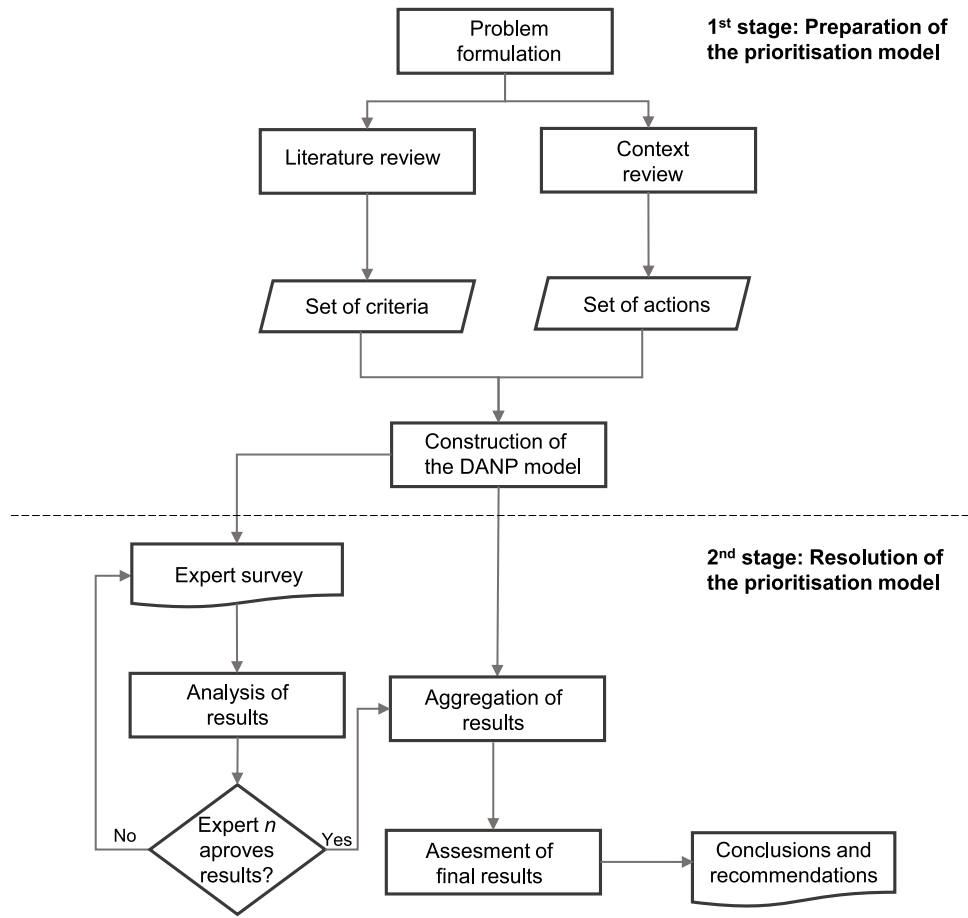 Problem
formulation
1st stage: Preparation of
the prioritisation model
Literature review
Context
review
Set of criteria
Set of actions
Construction of
the DANP model
2nd stage: Resolution of
the prioritisation model
Expert survey
Analysis of
results
Aggregation of
results
Expert n
aproves
results?
No
Yes
Assesment of
final results
Conclusions and
recommendations